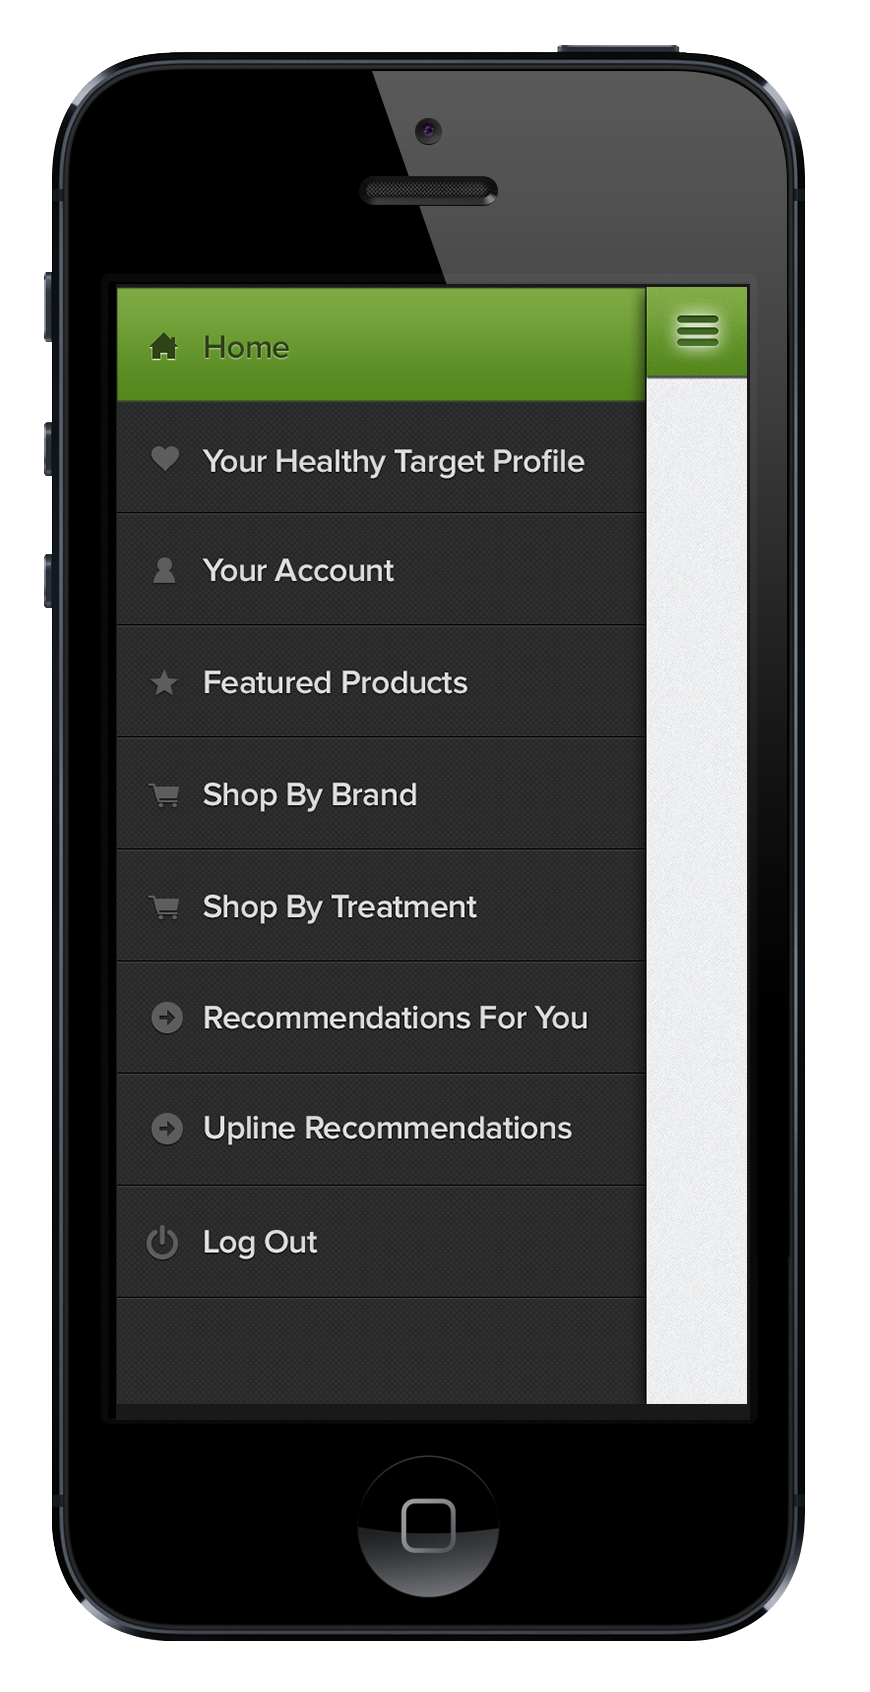 Home
Your Healthy Target Profile
Your Account
Featured Products
Shop By Brand
Shop By Treatment
Recommendations For You
Upline Recommendations
Log Out